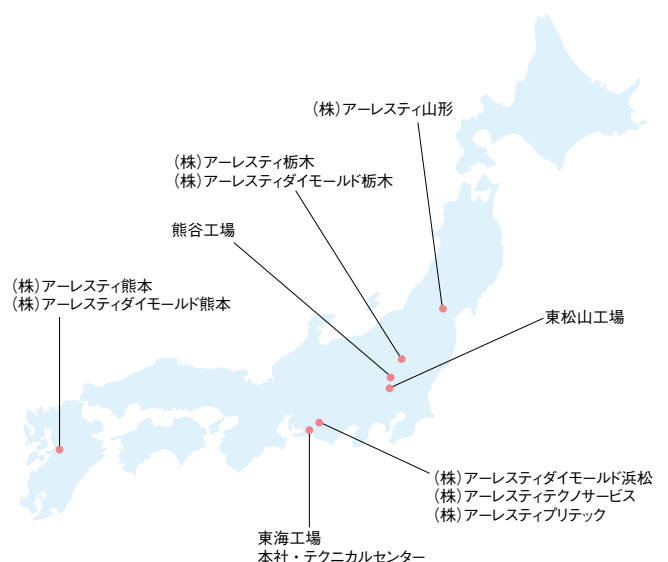 (株)アーレスティ山形
(株)アーレスティ栃木
(株)アーレスティダイモールド栃木
熊谷工場
(株)アーレスティ熊本
(株)アーレスティダイモールド熊本
東松山工場
(株)アーレスティダイモールド浜松
(株)アーレスティテクノサービス
(株)アーレスティプリテック
東海工場
本社・テクニカルセンター